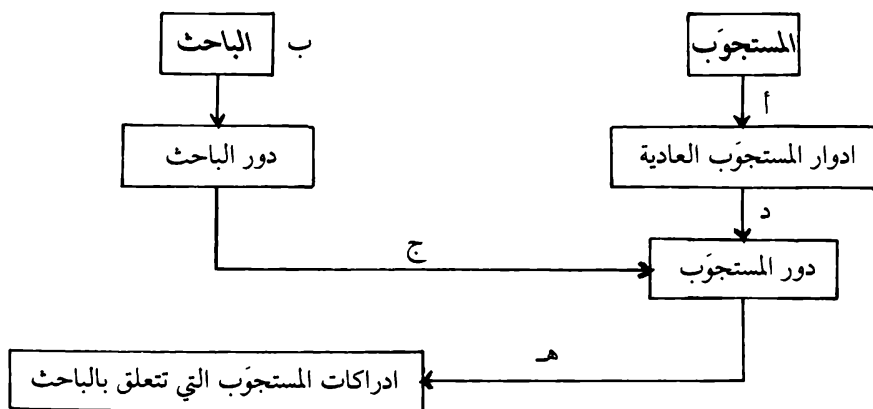 المستجوَب
الباحث
ب
أ
ادوار المستجوَب العادية
دور الباحث
د
دور المستجوَب
ج
هـ
ادراكات المستجوَب التي تتعلق بالباحث